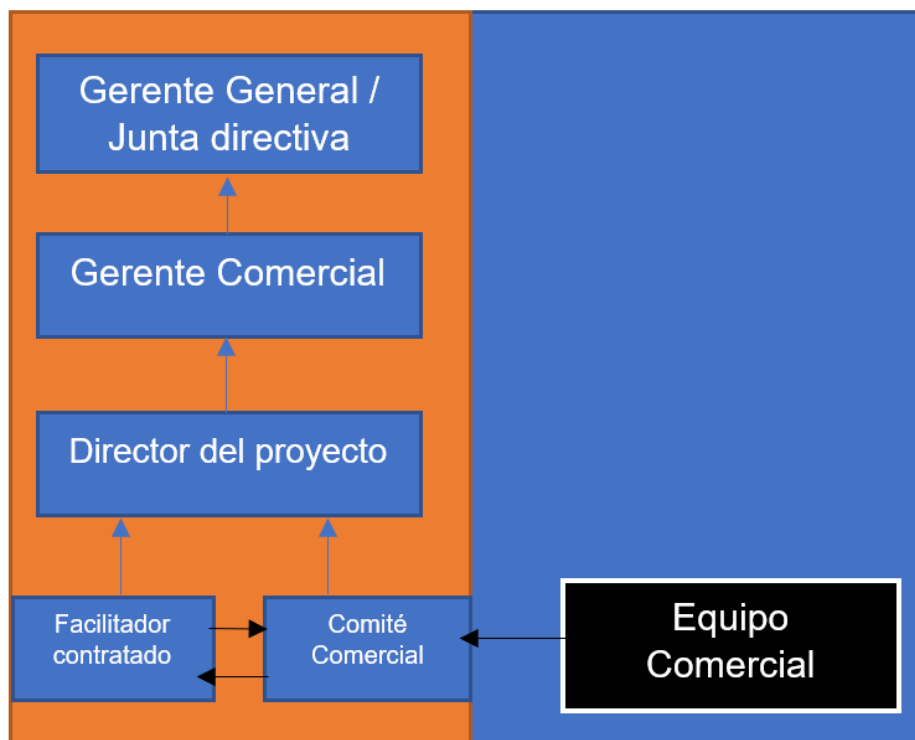 Gerente General /
Junta directiva
Gerente Comercial
Director del proyecto
Facilitador
contratado
Comité
Comercial
Equipo
Comercial